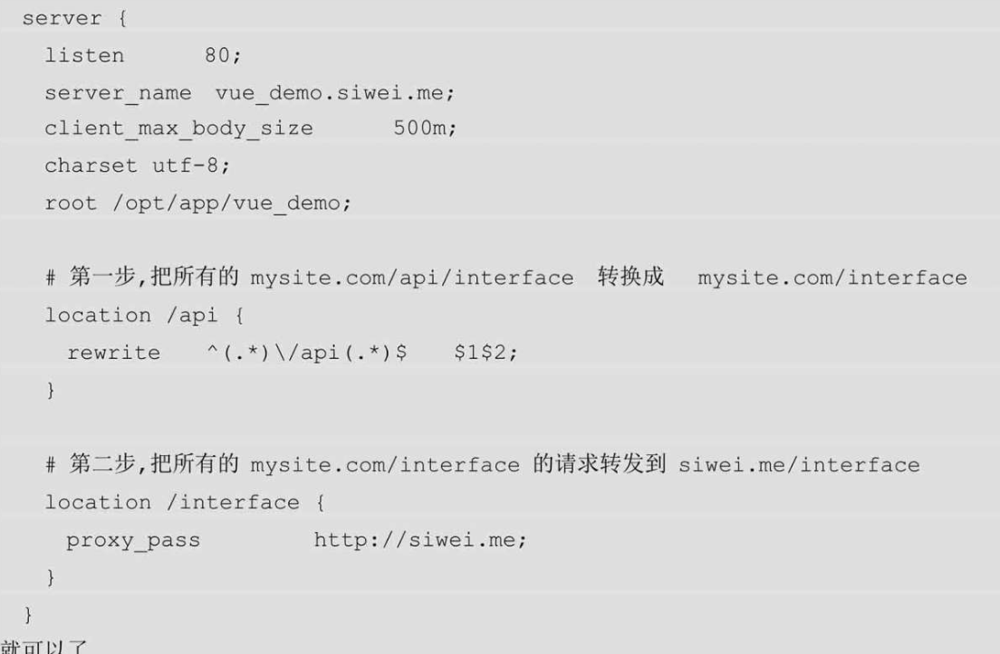 server {
listen 80;
server_name vue_demo.siwei.me;
client_max_body_size 500m;
charset utf-8;
root /opt/app/vue_demo;
# 第一步,把所有的 mysite.com/api/interface 转换成 mysite.com/interface
location /api {
rewrite ^(.*)\/api(.*)$ $1$2;
}
# 第二步,把所有的 mysite.com/interface 的请求转发到 siwei.me/interface
location /interface {
proxy_pass http://siwei.me;
}
}
就可以了